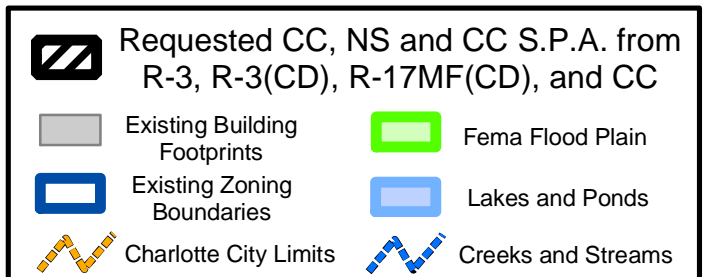 Requested CC, NS and CC S.P.A. from
R-3, R-3(CD), R-17MF(CD), and CC
Existing Building
Footprints
Fema Flood Plain
Existing Zoning
Boundaries
Lakes and Ponds
Charlotte City Limits
Creeks and Streams